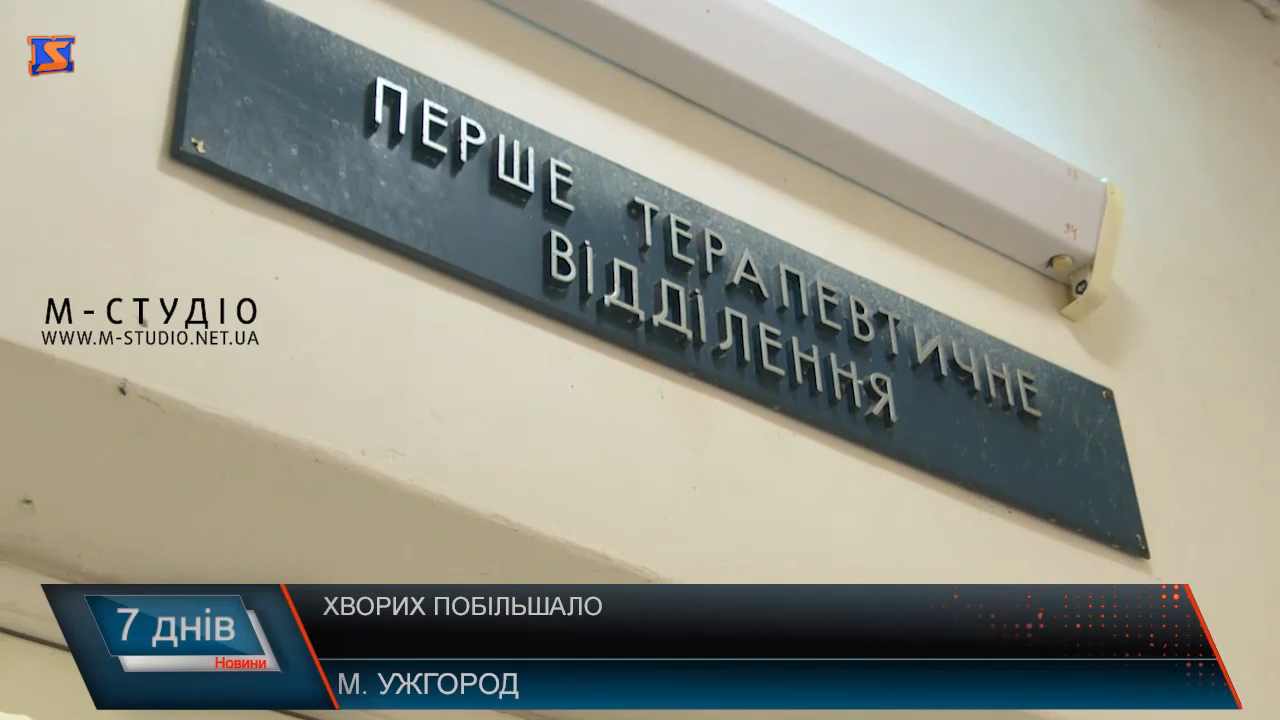 ПЕРШЕ ТЕРАПЕВТИЧНЕ
ВІДДІЛЕННЯ
М-СТУДІО
WWW.M-STUDIO.NET.UA
7 днів
Новини
ХВОРИХ ПОБІЛЬШАЛО
М. УЖГОРОД